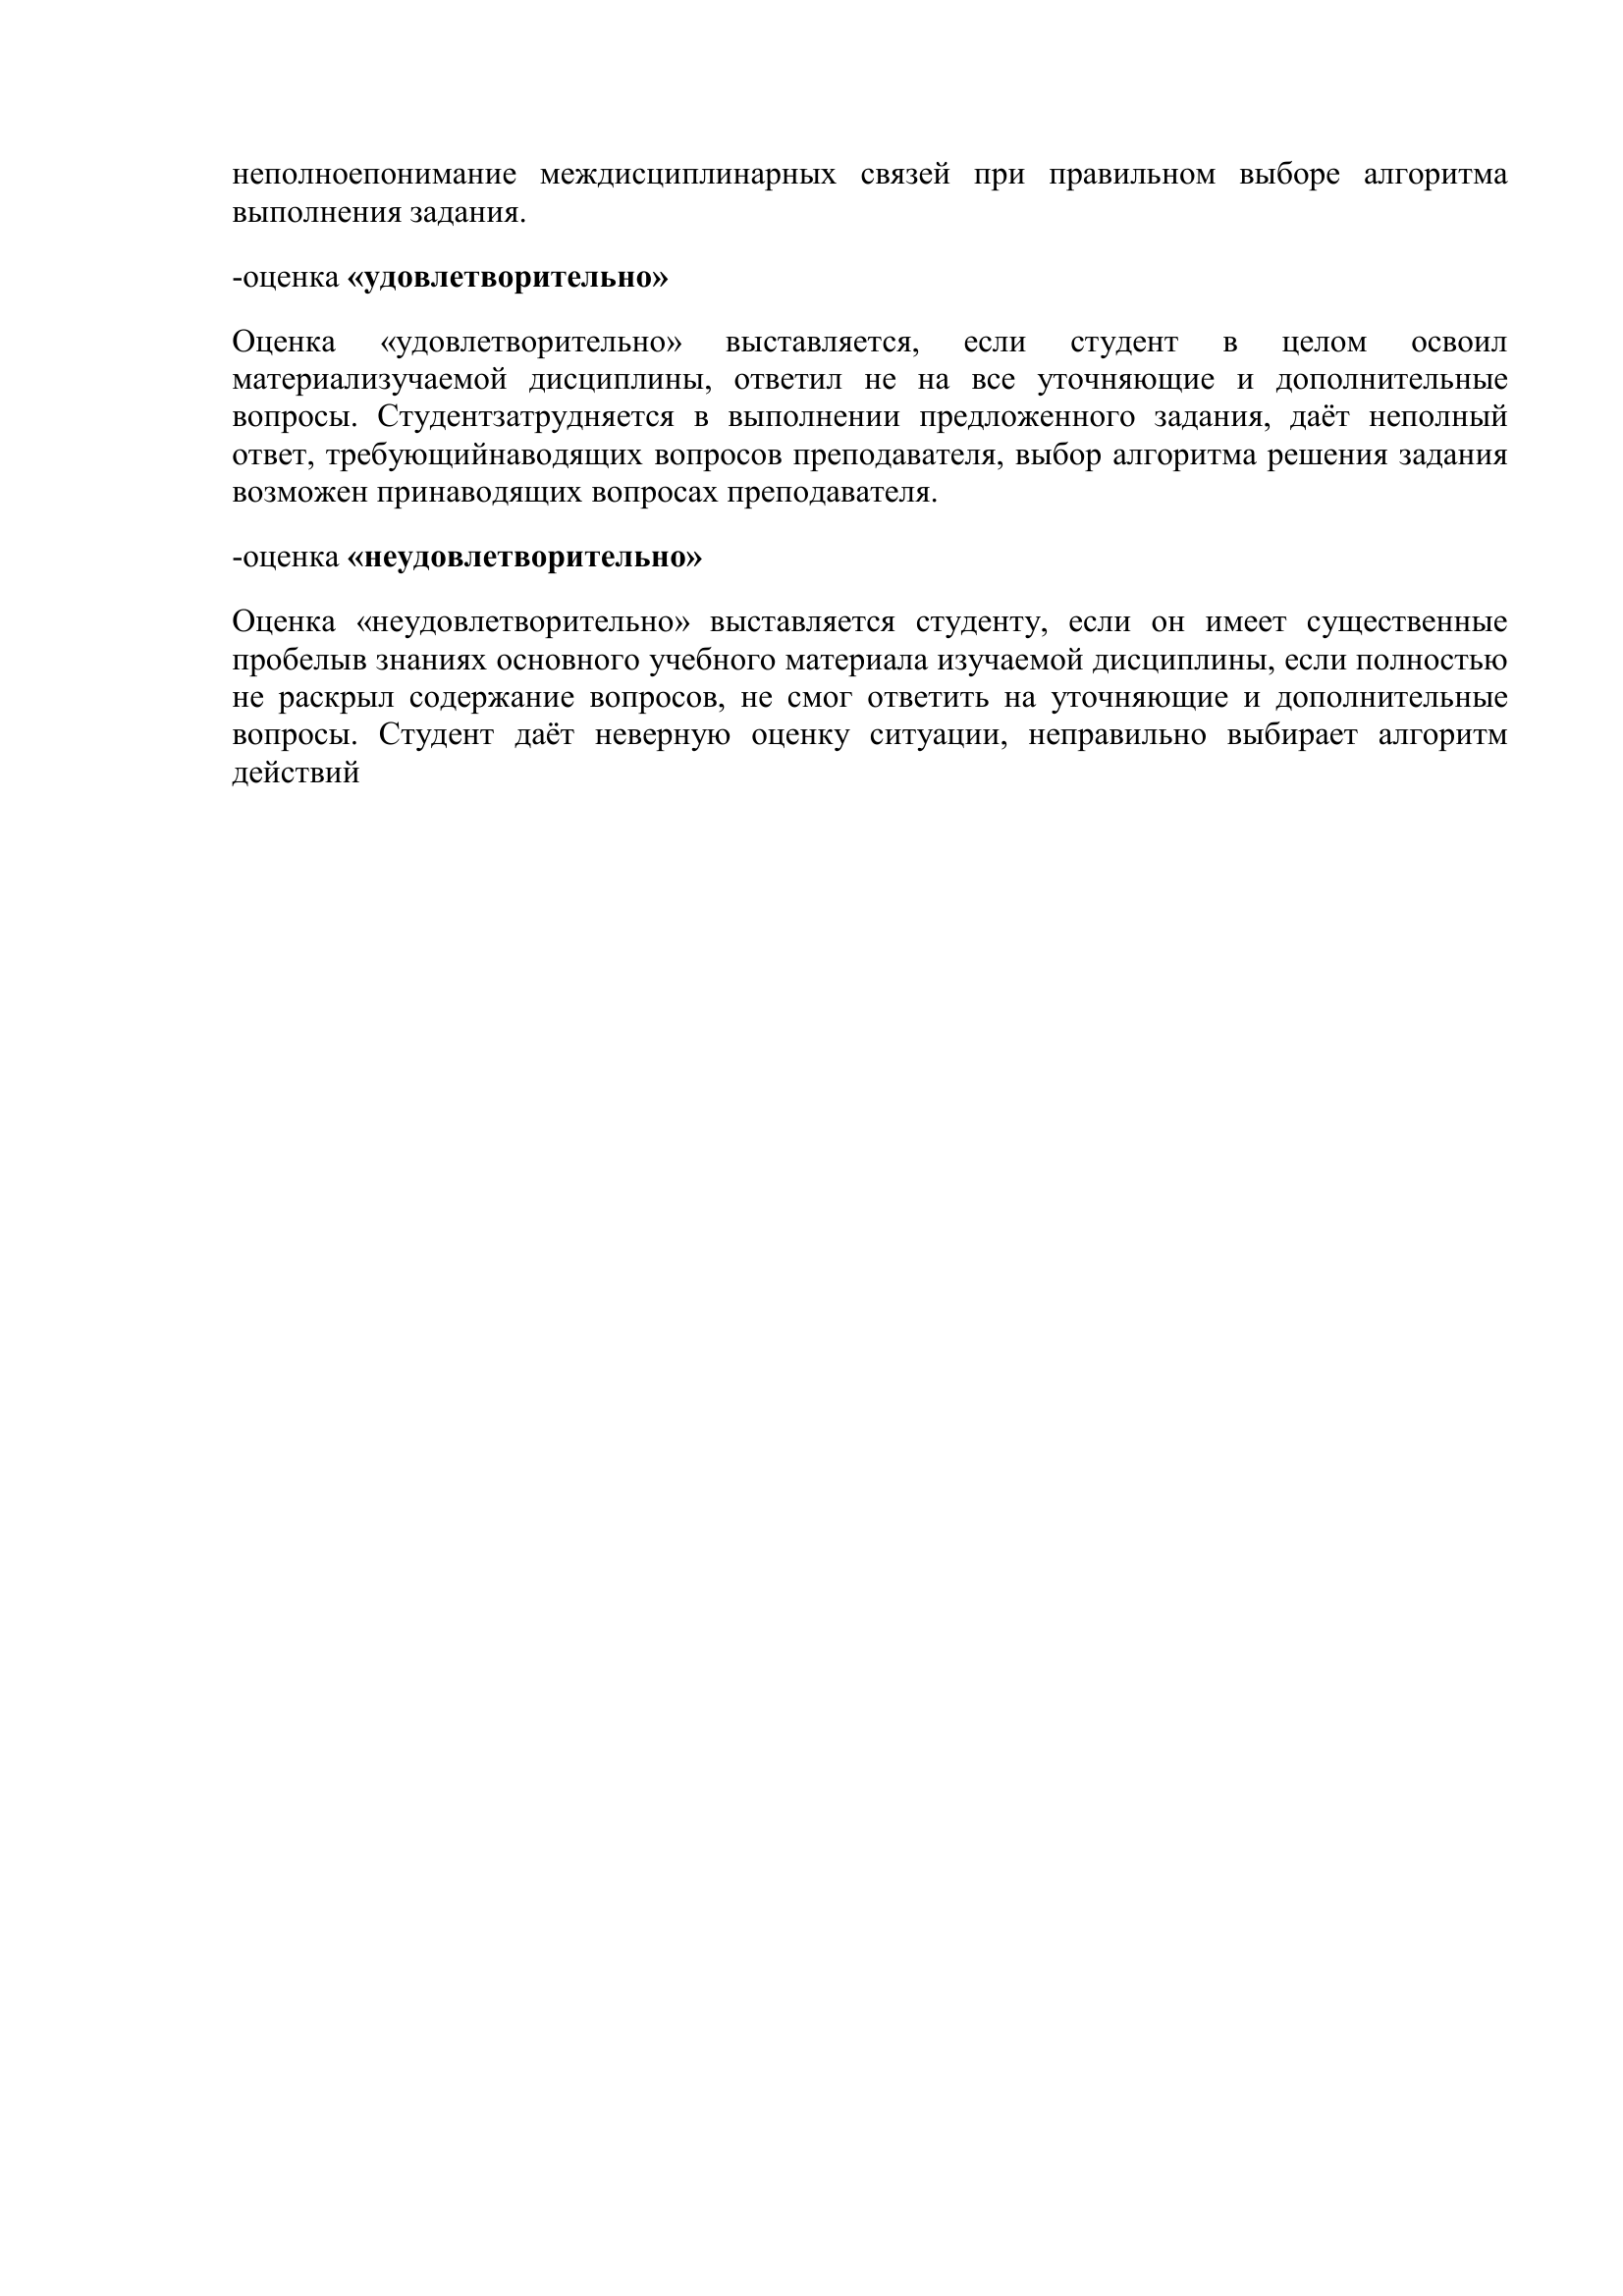 неполноепонимание междисциплинарных связей при правильном выборе алгоритма
выполнения задания.
-оценка «удовлетворительно»
Оценка «удовлетворительно» выставляется, если студент в целом освоил
материализучаемой дисциплины, ответил не на все уточняющие и дополнительные
вопросы. Студентзатрудняется в выполнении предложенного задания, даёт неполный
ответ, требующийнаводящих вопросов преподавателя, выбор алгоритма решения задания
возможен принаводящих вопросах преподавателя.
-оценка «неудовлетворительно»
Оценка «неудовлетворительно» выставляется студенту, если он имеет существенные
пробелыв знаниях основного учебного материала изучаемой дисциплины, если полностью
не раскрыл содержание вопросов, не смог ответить на уточняющие и дополнительные
вопросы. Студент даёт неверную оценку ситуации, неправильно выбирает алгоритм
действий